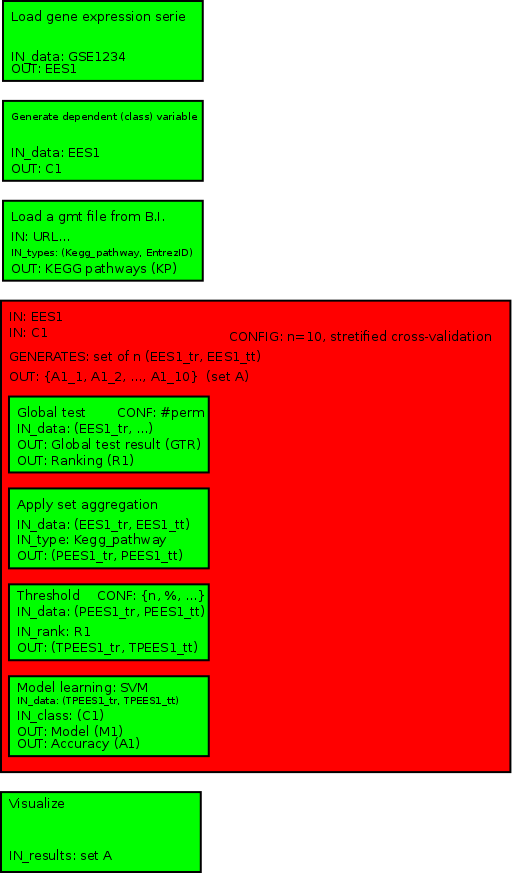 Load gene expression serie
IN_data: GSE1234
OUT: EES1
Generate dependent (class) variable
IN_data: EES1
OUT: C1
Load a gmt file from B.I.
IN: URL...
IN_types: (Kegg_pathway, EntrezID)
OUT: KEGG pathways (KP)
IN: EES1
IN: C1
CONFIG: n=10, stretified cross-validation
GENERATES: set of n (EES1_tr, EES1_tt)
OUT: {A1_1, A1_2, ..., A1_10} (set A)
Global test CONF: #perm
IN_data: (EES1_tr, ...)
OUT: Global test result (GTR)
OUT: Ranking (R1)
Apply set aggregation
IN_data: (EES1_tr, EES1_tt)
IN_type: Kegg_pathway
OUT: (PEES1_tr, PEES1_tt)
Threshold CONF: {n, %, ...}
IN_data: (PEES1_tr, PEES1_tt)
IN_rank: R1
OUT: (TPEES1_tr, TPEES1_tt)
Model learning: SVM
IN_data: (TPEES1_tr, TPEES1_tt)
IN_class: (C1)
OUT: Model (M1)
OUT: Accuracy (A1)
Visualize
IN_results: set A